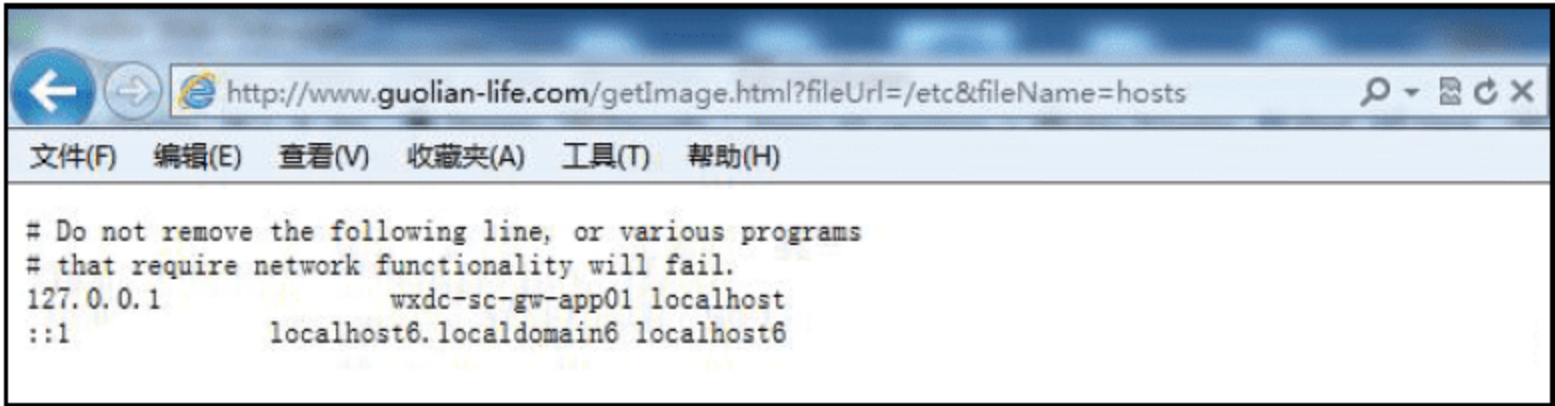 http://www.guolian-life.com/getImage.html?fileUrl=/etc&fileName=hosts
文件(F) 编辑(E) 查看(V) 收藏夹(A) 工具(T) 帮助(H)
# Do not remove the following line, or various programs
# that require network functionality will fail.
127.0.0.1 wxdc-sc-gw-app01 localhost
::1 localhost6.localdomain6 localhost6